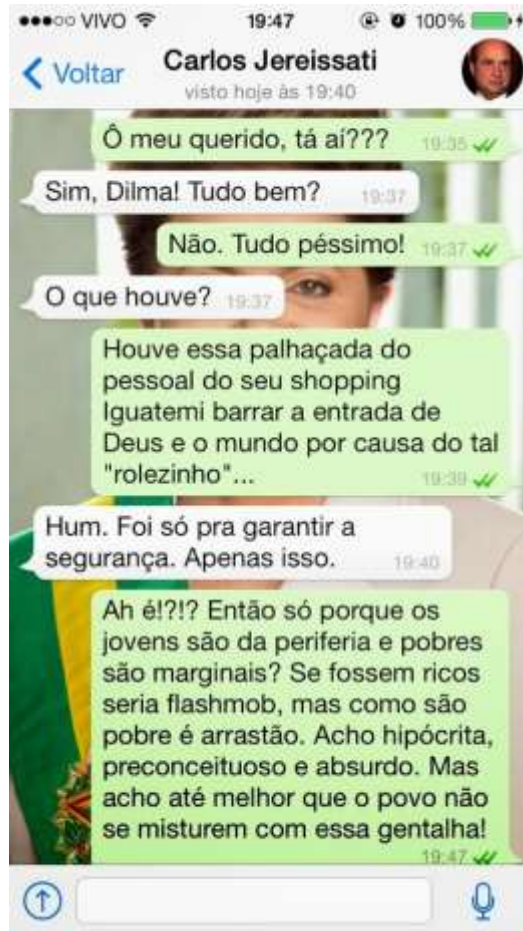 VIVO 19:47 100%
Voltar Carlos Jereissati
visto hoje às 19:40
Ô meu querido, tá aí??? 19:35
Sim, Dilma! Tudo bem? 19:37
Não. Tudo péssimo! 19:37
O que houve? 19:37
Houve essa palhaçada do
pessoal do seu shopping
Iguatemi barrar a entrada de
Deus e o mundo por causa do tal
"rolezinho"... 19:39
Hum. Foi só pra garantir a
segurança. Apenas isso. 19:40
Ah é!?!? Então só porque os
jovens são da periferia e pobres
são marginais? Se fossem ricos
seria flashmob, mas como são
pobre é arrastão. Acho hipócrita,
preconceituoso e absurdo. Mas
acho até melhor que o povo não
se misturem com essa gentalha!
19:47